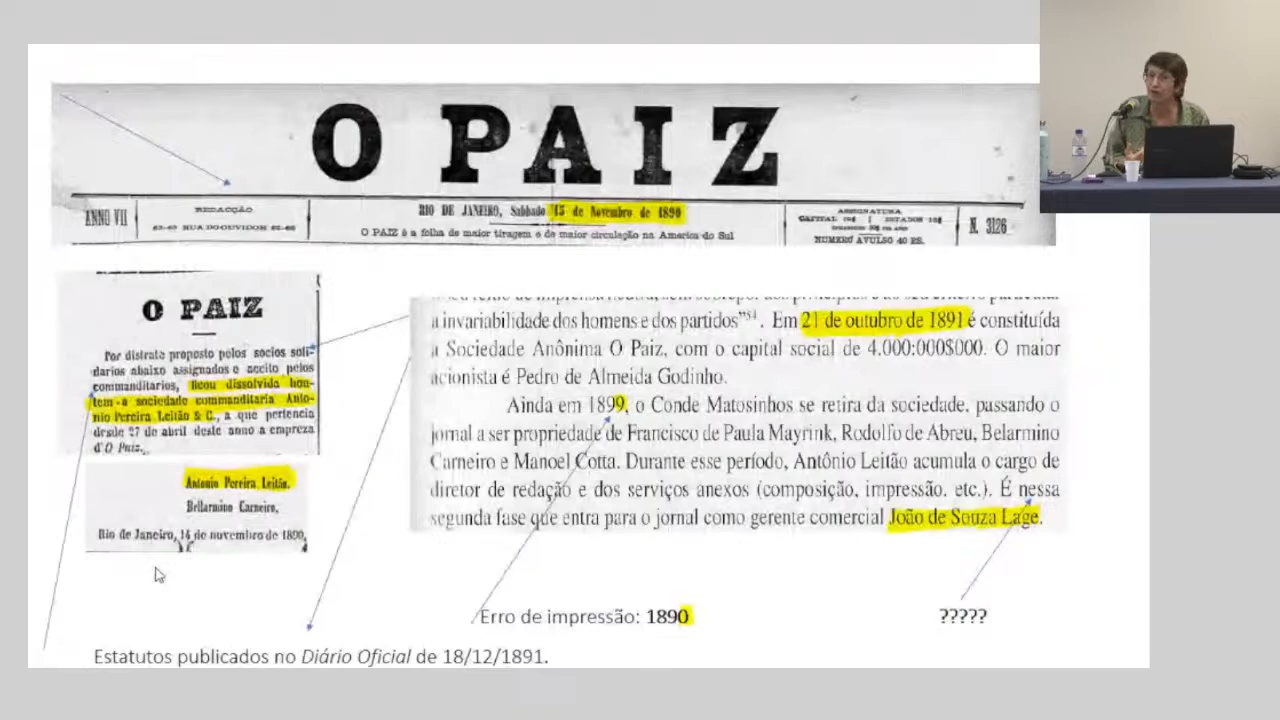 O PAIZ
ANNO VII
REDACÇÃO
63-65 RUA DO OUVIDOR 63-65
RIO DE JANEIRO, Sabbado 15 de Novembro de 1890
O PAIZ é a folha de maior tiragem e de maior circulação na America do Sul
ASSIGNATURA
CAPITAL
NUMERO AVULSO 40 RS.
N. 3126
O PAIZ
Por distrato proposto pelos socios soli-
darios abaixo assignados e aceito pelos
commanditarios, ficou dissolvida hon-
tem a sociedade commanditaria Anto-
nio Pereira Leitão & C., a que pertencia
desde 27 de abril deste anno a empreza
d'O Paiz.
Antonio Pereira Leitão.
Bellarmino Carneiro.
Rio de Janeiro, 14 de novembro de 1890,
a invariabilidade dos homens e dos partidos"⁵⁴. Em 21 de outubro de 1891 é constituída
a Sociedade Anônima O Paiz, com o capital social de 4.000:000$000. O maior
acionista é Pedro de Almeida Godinho.
Ainda em 1899, o Conde Matosinhos se retira da sociedade, passando o
jornal a ser propriedade de Francisco de Paula Mayrink, Rodolfo de Abreu, Belarmino
Carneiro e Manoel Cotta. Durante esse período, Antônio Leitão acumula o cargo de
diretor de redação e dos serviços anexos (composição, impressão, etc.). É nessa
segunda fase que entra para o jornal como gerente comercial João de Souza Lage.
Erro de impressão: 1890
?????
Estatutos publicados no Diário Oficial de 18/12/1891.